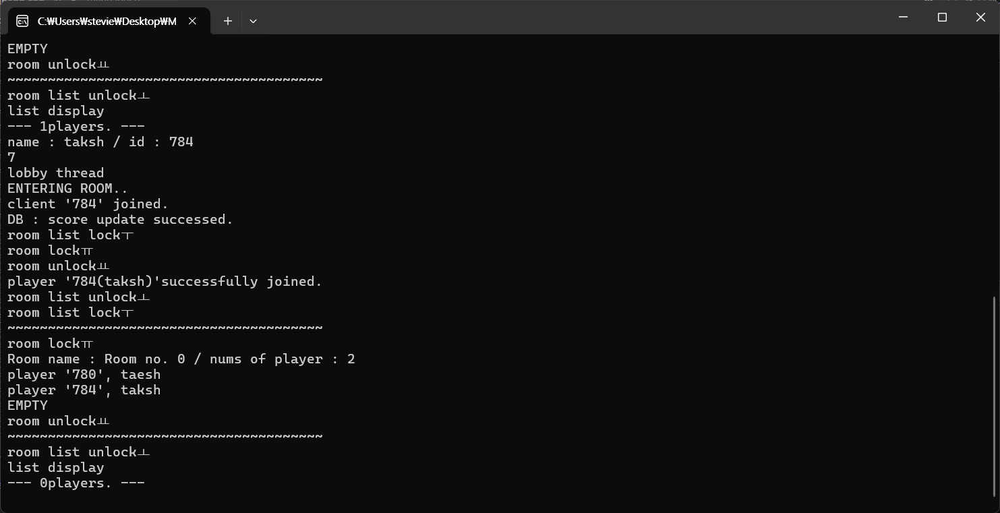 C:₩Users₩stevie₩Desktop₩M
EMPTY
room unlockㅛ
~~~~~~~~~~~~~~~~~~~~~~~~~~~~~~~~~~~~~~~
room list unlockㅗ
list display
--- 1players. ---
name : taksh / id : 784
7
lobby thread
ENTERING ROOM..
client '784' joined.
DB : score update successed.
room list lockㅜ
room lockㅠ
room unlockㅛ
player '784(taksh)'successfully joined.
room list unlockㅗ
room list lockㅜ
~~~~~~~~~~~~~~~~~~~~~~~~~~~~~~~~~~~~~~~
room lockㅠ
Room name : Room no. 0 / nums of player : 2
player '780', taesh
player '784', taksh
EMPTY
room unlockㅛ
~~~~~~~~~~~~~~~~~~~~~~~~~~~~~~~~~~~~~~~
room list unlockㅗ
list display
--- 0players. ---